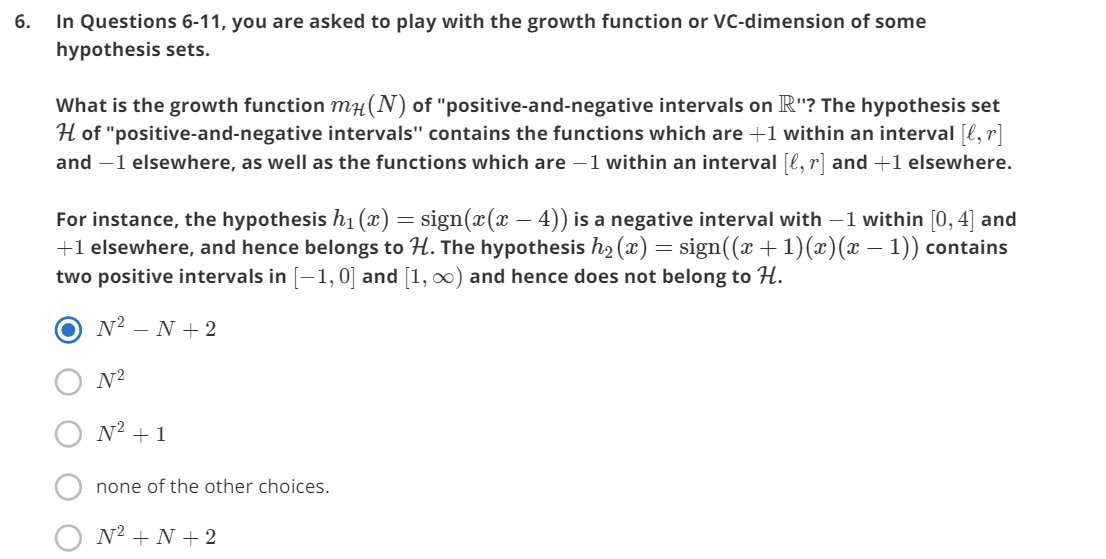 6. In Questions 6-11, you are asked to play with the growth function or VC-dimension of some
hypothesis sets.
What is the growth function $m_{\mathcal{H}}(N)$ of "positive-and-negative intervals on $\mathbb{R}$"? The hypothesis set
$\mathcal{H}$ of "positive-and-negative intervals" contains the functions which are $+1$ within an interval $[\ell, r]$
and $-1$ elsewhere, as well as the functions which are $-1$ within an interval $[\ell, r]$ and $+1$ elsewhere.
For instance, the hypothesis $h_1(x) = \text{sign}(x(x-4))$ is a negative interval with $-1$ within $[0, 4]$ and
$+1$ elsewhere, and hence belongs to $\mathcal{H}$. The hypothesis $h_2(x) = \text{sign}((x+1)(x)(x-1))$ contains
two positive intervals in $[-1, 0]$ and $[1, \infty)$ and hence does not belong to $\mathcal{H}$.
$N^2 - N + 2$
$N^2$
$N^2 + 1$
none of the other choices.
$N^2 + N + 2$